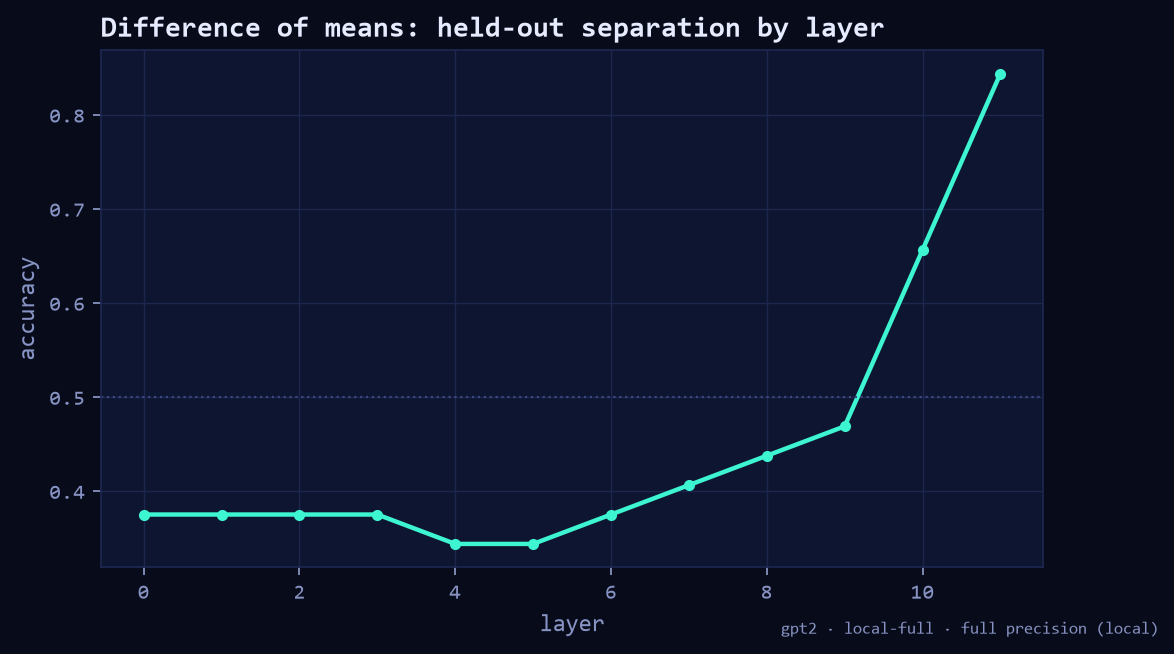 Difference of means: held-out separation by layer
accuracy
0.8
0.7
0.6
0.5
0.4
0 2 4 6 8 10
layer
gpt2 · local-full · full precision (local)